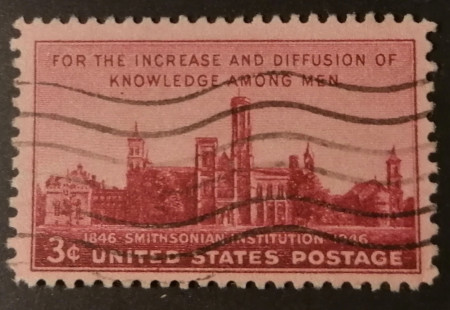 FOR THE INCREASE AND DIFFUSION OF
KNOWLEDGE AMONG MEN
1846 SMITHSONIAN INSTITUTION 1946
3¢ UNITED STATES POSTAGE